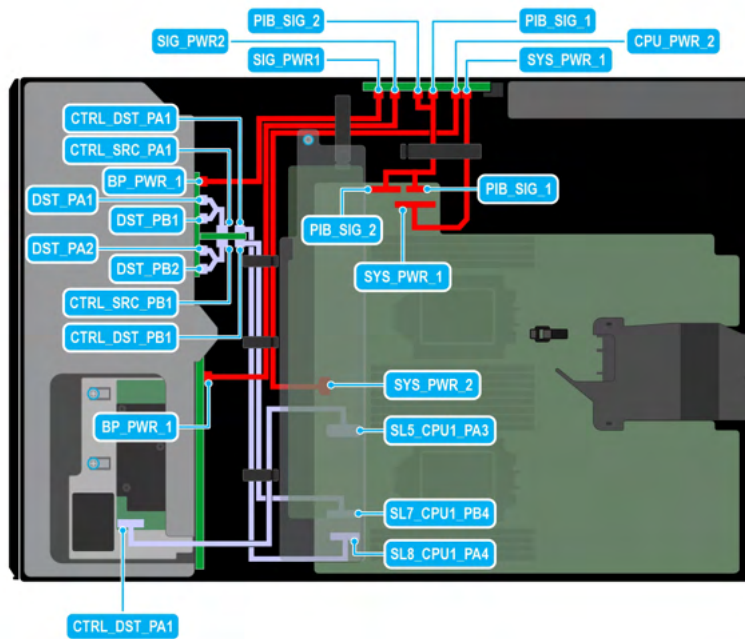 PIB_SIG_2
PIB_SIG_1
SIG_PWR2
CPU_PWR_2
SIG_PWR1
SYS_PWR_1
CTRL_DST_PA1
CTRL_SRC_PA1
BP_PWR_1
DST_PA1
PIB_SIG_1
DST_PB1
PIB_SIG_2
DST_PA2
DST_PB2
SYS_PWR_1
CTRL_SRC_PB1
CTRL_DST_PB1
SYS_PWR_2
BP_PWR_1
SL5_CPU1_PA3
SL7_CPU1_PB4
SL8_CPU1_PA4
CTRL_DST_PA1